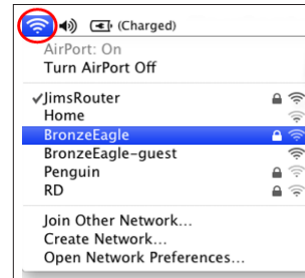 (Charged)
AirPort: On
Turn AirPort Off
✓JimsRouter
Home
BronzeEagle
BronzeEagle-guest
Penguin
RD
Join Other Network...
Create Network...
Open Network Preferences...